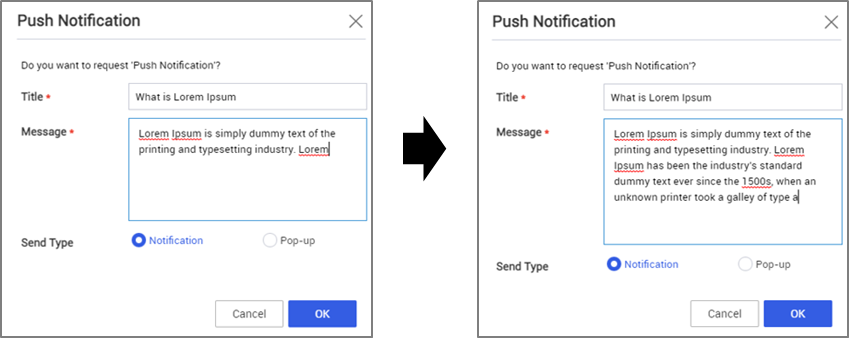 Push Notification
Do you want to request 'Push Notification'?
Title *
What is Lorem Ipsum
Message *
Lorem Ipsum is simply dummy text of the
printing and typesetting industry. Lorem
Send Type
Notification
Pop-up
Cancel
OK
Push Notification
Do you want to request 'Push Notification'?
Title *
What is Lorem Ipsum
Message *
Lorem Ipsum is simply dummy text of the
printing and typesetting industry. Lorem
Ipsum has been the industry's standard
dummy text ever since the 1500s, when an
unknown printer took a galley of type a
Send Type
Notification
Pop-up
Cancel
OK